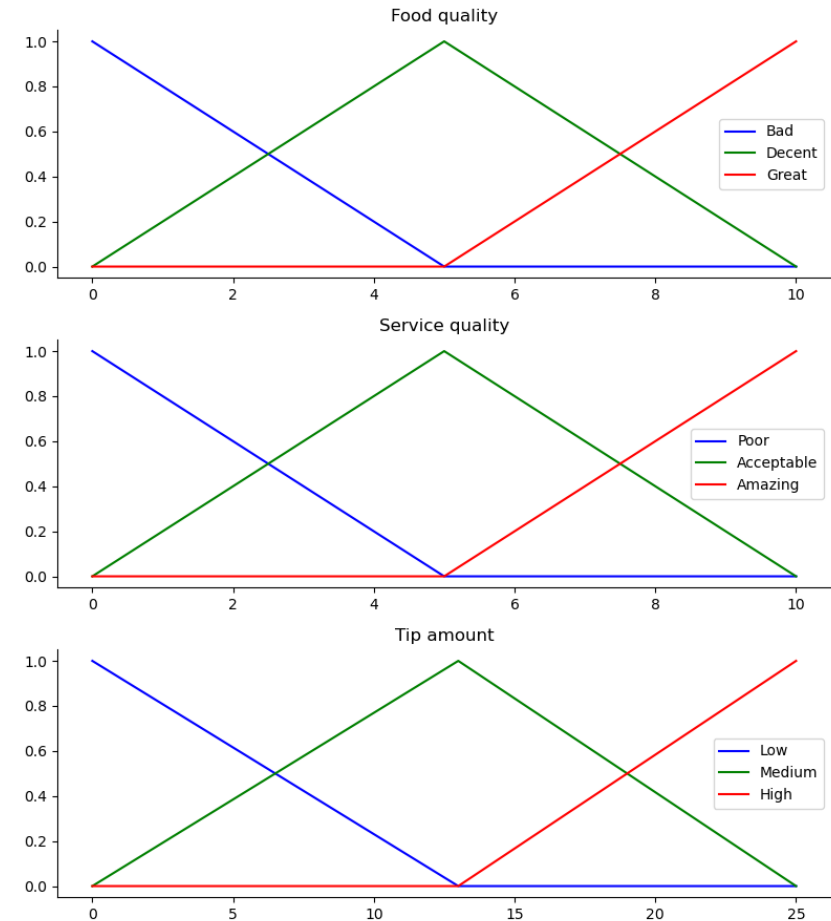 Food quality
1.0
0.8
0.6
0.4
0.2
0.0
Bad
Decent
Great
0 2 4 6 8 10
Service quality
1.0
0.8
0.6
0.4
0.2
0.0
Poor
Acceptable
Amazing
0 2 4 6 8 10
Tip amount
1.0
0.8
0.6
0.4
0.2
0.0
Low
Medium
High
0 5 10 15 20 25